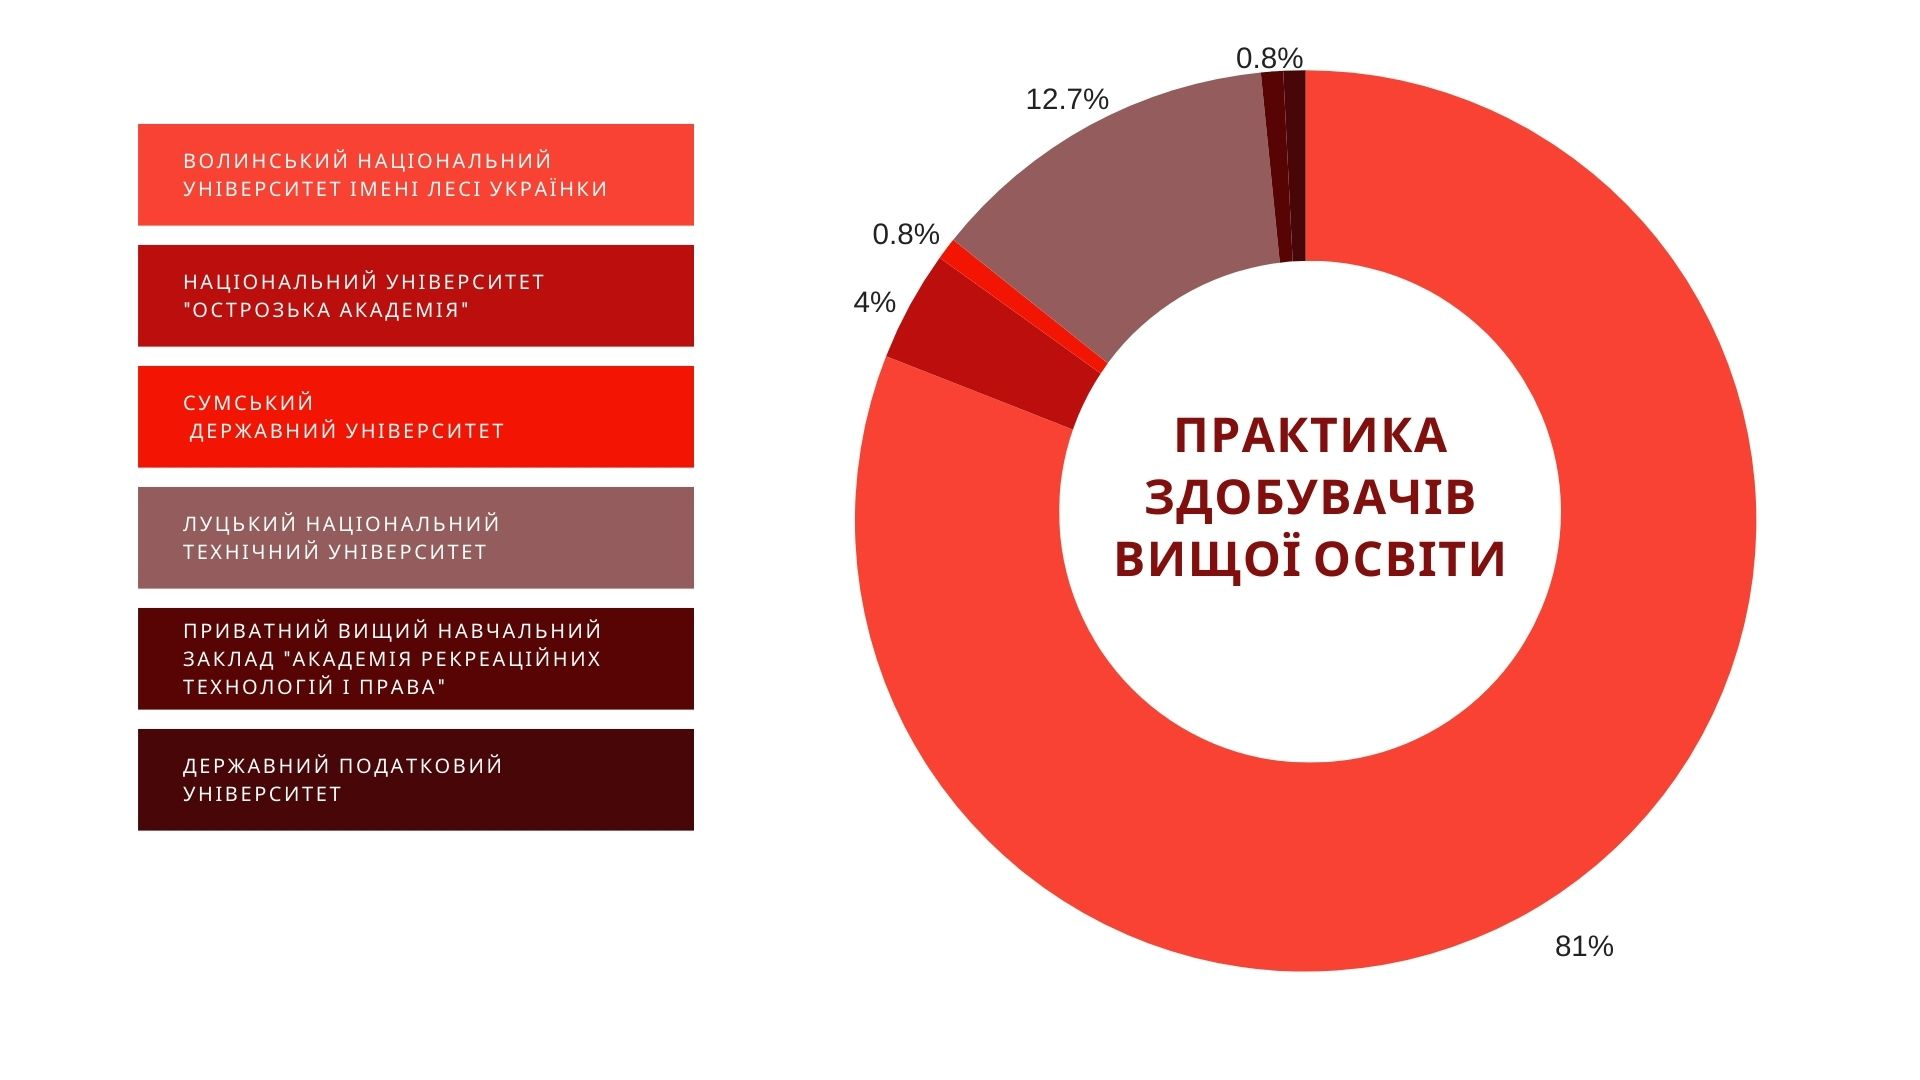 ВОЛИНСЬКИЙ НАЦІОНАЛЬНИЙ
УНІВЕРСИТЕТ ІМЕНІ ЛЕСІ УКРАЇНКИ
НАЦІОНАЛЬНИЙ УНІВЕРСИТЕТ
"ОСТРОЗЬКА АКАДЕМІЯ"
СУМСЬКИЙ
ДЕРЖАВНИЙ УНІВЕРСИТЕТ
ЛУЦЬКИЙ НАЦІОНАЛЬНИЙ
ТЕХНІЧНИЙ УНІВЕРСИТЕТ
ПРИВАТНИЙ ВИЩИЙ НАВЧАЛЬНИЙ
ЗАКЛАД "АКАДЕМІЯ РЕКРЕАЦІЙНИХ
ТЕХНОЛОГІЙ І ПРАВА"
ДЕРЖАВНИЙ ПОДАТКОВИЙ
УНІВЕРСИТЕТ
0.8%
12.7%
0.8%
4%
ПРАКТИКА
ЗДОБУВАЧІВ
ВИЩОЇ ОСВІТИ
81%